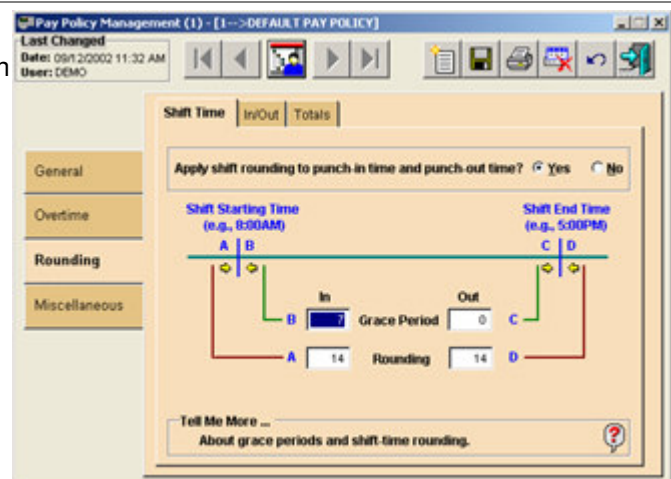 Pay Policy Management (1) - [1-->DEFAULT PAY POLICY]
Last Changed
Date: 09/12/2002 11:32 AM
User: DEMO
n
Shift Time In/Out Totals
General
Overtime
Rounding
Miscellaneous
Apply shift rounding to punch-in time and punch-out time? Yes No
Shift Starting Time Shift End Time
(e.g., 8:00AM) (e.g., 5:00PM)
A B C D
In Out
B 7 Grace Period 0 C
A 14 Rounding 14 D
Tell Me More ...
About grace periods and shift-time rounding.
?